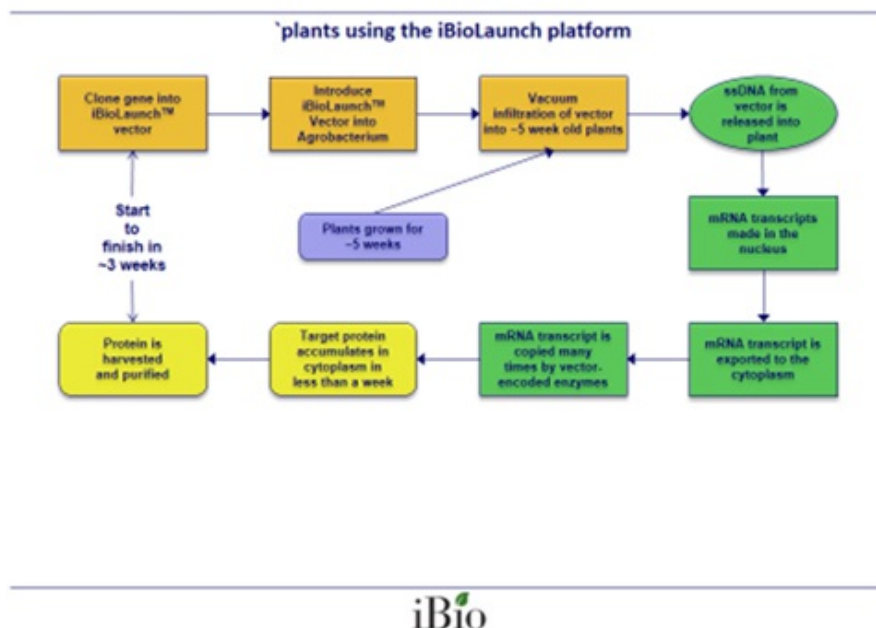 `plants using the iBioLaunch platform
Clone gene into
iBioLaunch™
vector
Introduce
iBioLaunch™
Vector into
Agrobacterium
Vacuum
infiltration of vector
into ~5 week old plants
ssDNA from
vector is
released into
plant
Start
to
finish in
~3 weeks
Plants grown for
~5 weeks
mRNA transcripts
made in the
nucleus
Protein is
harvested
and purified
Target protein
accumulates in
cytoplasm in
less than a week
mRNA transcript is
copied many
times by vector-
encoded enzymes
mRNA transcript is
exported to the
cytoplasm
iBio